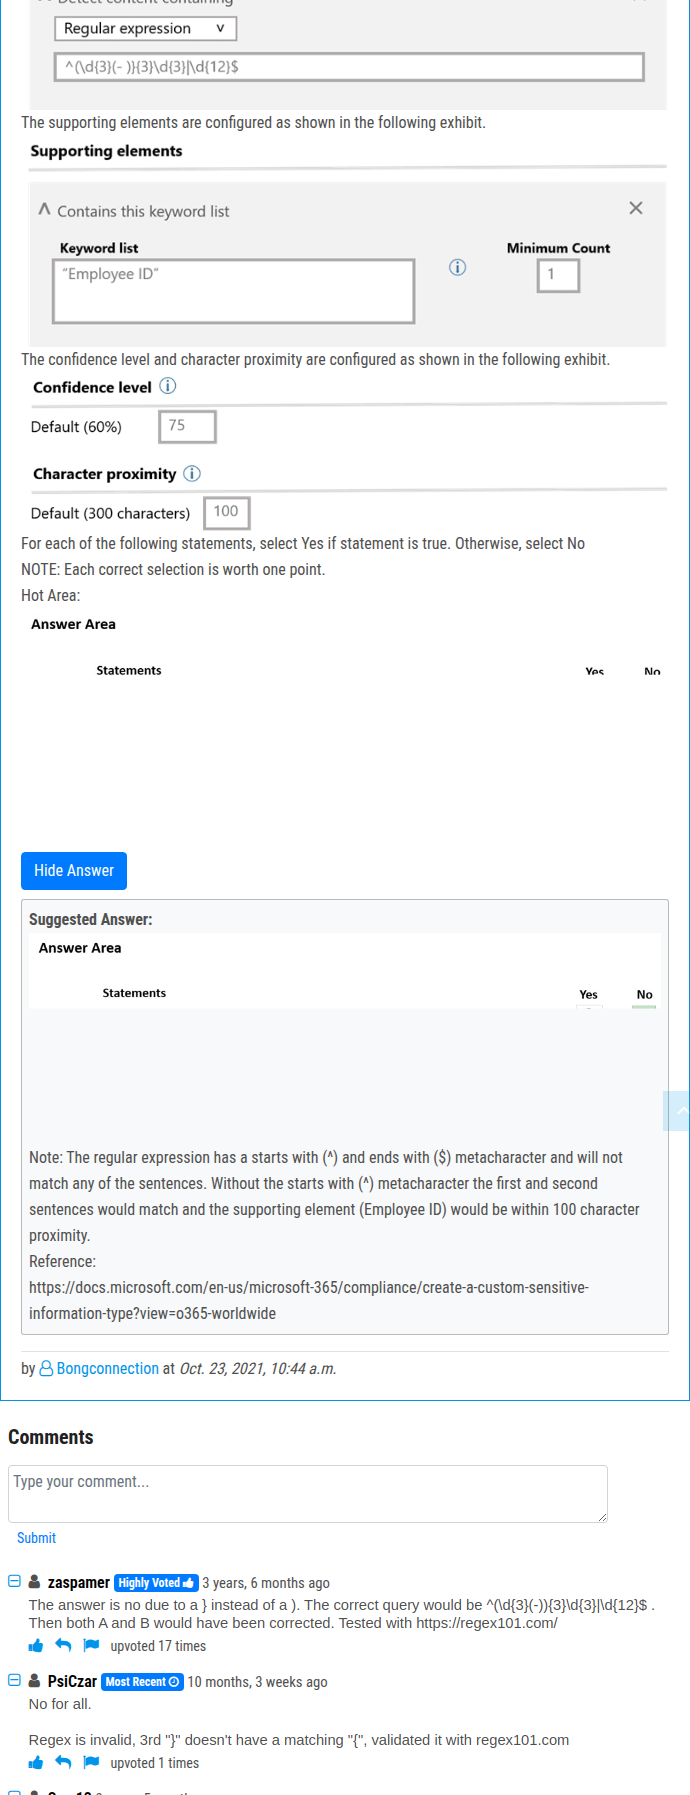 Detect content containing
Regular expression v
^(\d{3}(- )}{3}\d{3}|\d{12}$
The supporting elements are configured as shown in the following exhibit.
Supporting elements
Contains this keyword list
Keyword list
Minimum Count
"Employee ID"
1
The confidence level and character proximity are configured as shown in the following exhibit.
Confidence level
Default (60%) 75
Character proximity
Default (300 characters) 100
For each of the following statements, select Yes if statement is true. Otherwise, select No
NOTE: Each correct selection is worth one point.
Hot Area:
Answer Area
Statements Yes No
Hide Answer
Suggested Answer:
Answer Area
Statements Yes No
Note: The regular expression has a starts with (^) and ends with ($) metacharacter and will not
match any of the sentences. Without the starts with (^) metacharacter the first and second
sentences would match and the supporting element (Employee ID) would be within 100 character
proximity.
Reference:
https://docs.microsoft.com/en-us/microsoft-365/compliance/create-a-custom-sensitive-
information-type?view=o365-worldwide
by Bongconnection at Oct. 23, 2021, 10:44 a.m.
Comments
Type your comment...
Submit
zaspamer Highly Voted 3 years, 6 months ago
The answer is no due to a } instead of a ). The correct query would be ^(\d{3}(-)){3}\d{3}|\d{12}$ .
Then both A and B would have been corrected. Tested with https://regex101.com/
upvoted 17 times
PsiCzar Most Recent 10 months, 3 weeks ago
No for all.
Regex is invalid, 3rd "}" doesn't have a matching "{", validated it with regex101.com
upvoted 1 times